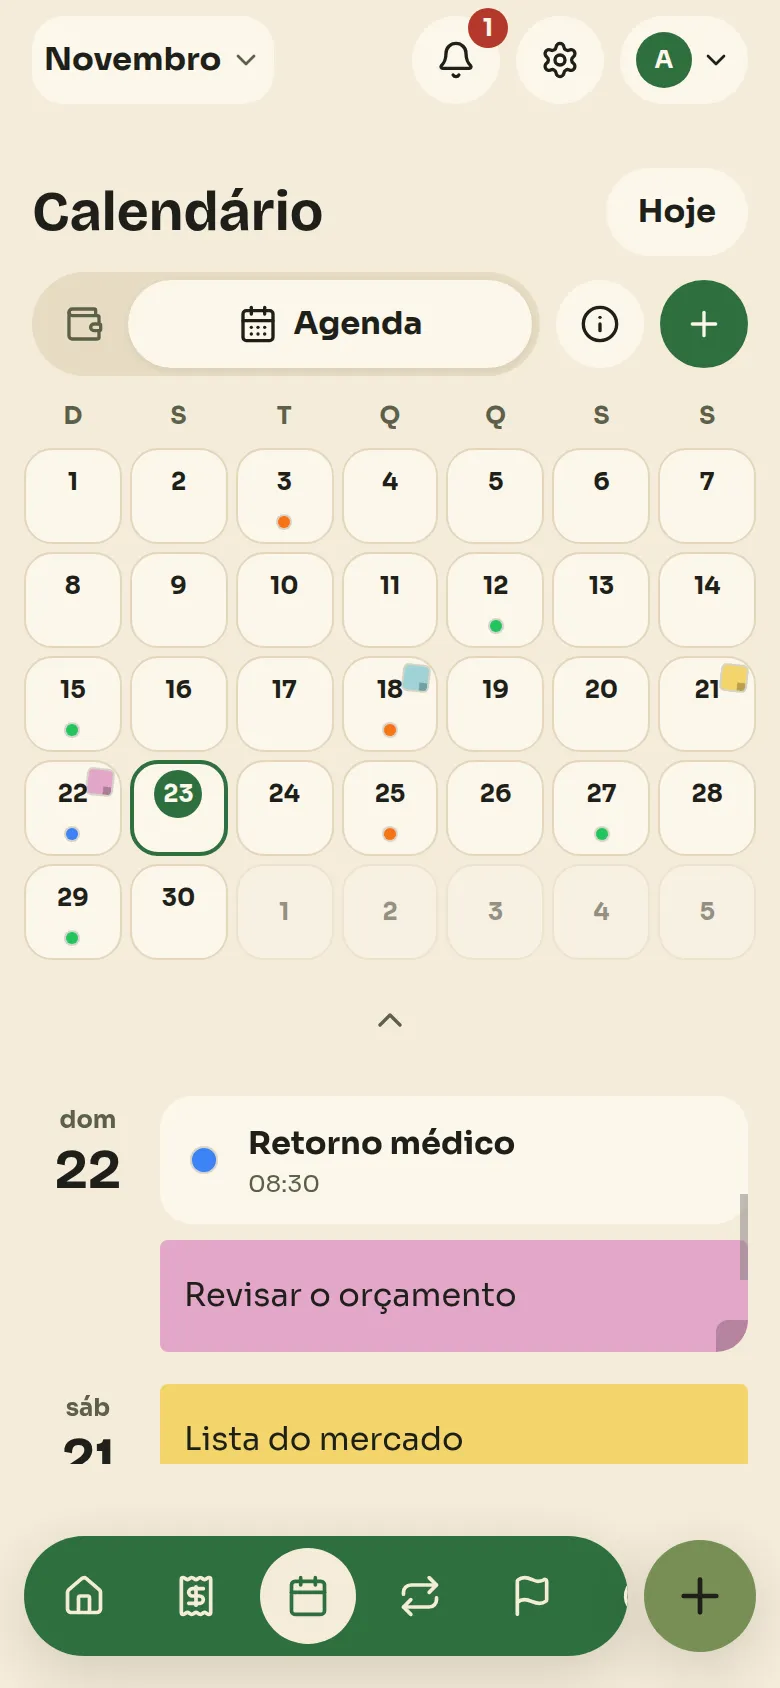 Novembro
1
A
Calendário
Hoje
Agenda
D S T Q Q S S
1 2 3 4 5 6 7
8 9 10 11 12 13 14
15 16 17 18 19 20 21
22 23 24 25 26 27 28
29 30 1 2 3 4 5
dom
22
Retorno médico
08:30
Revisar o orçamento
sáb
21
Lista do mercado